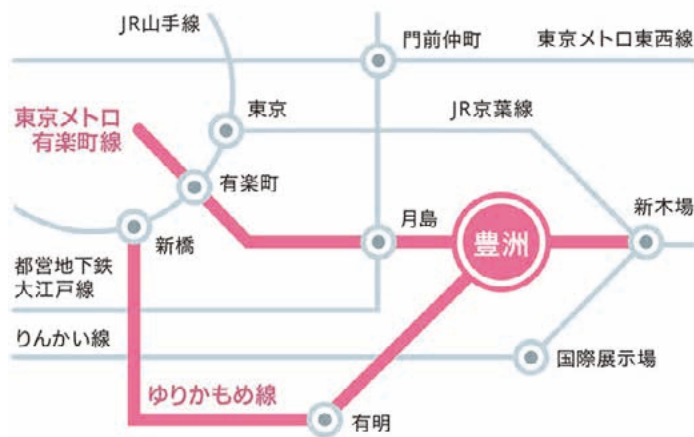 JR山手線
門前仲町
東京メトロ東西線
東京メトロ
有楽町線
東京
JR京葉線
有楽町
新橋
月島
豊洲
新木場
都営地下鉄
大江戸線
りんかい線
国際展示場
ゆりかもめ線
有明